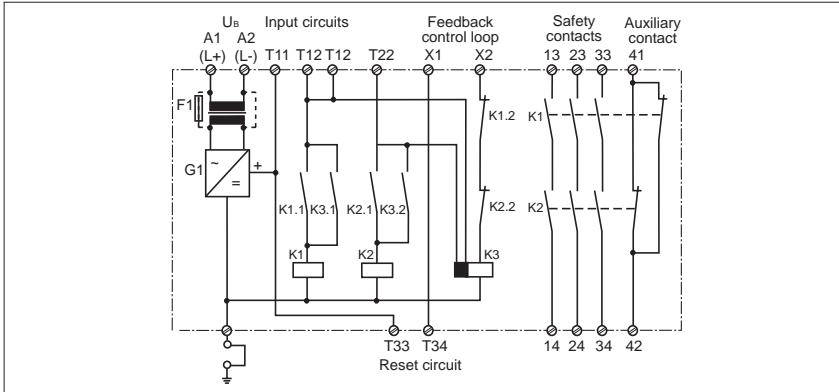 UB Input circuits Feedback control loop Safety contacts Auxiliary contact
A1 (L+) A2 (L-) T11 T12 T12 T22 X1 X2 13 23 33 41
F1
K1.2 K1
G1 ~ = +
K1.1 K3.1 K2.1 K3.2 K2.2 K2
K1 K2 K3
T33 T34 14 24 34 42
Reset circuit